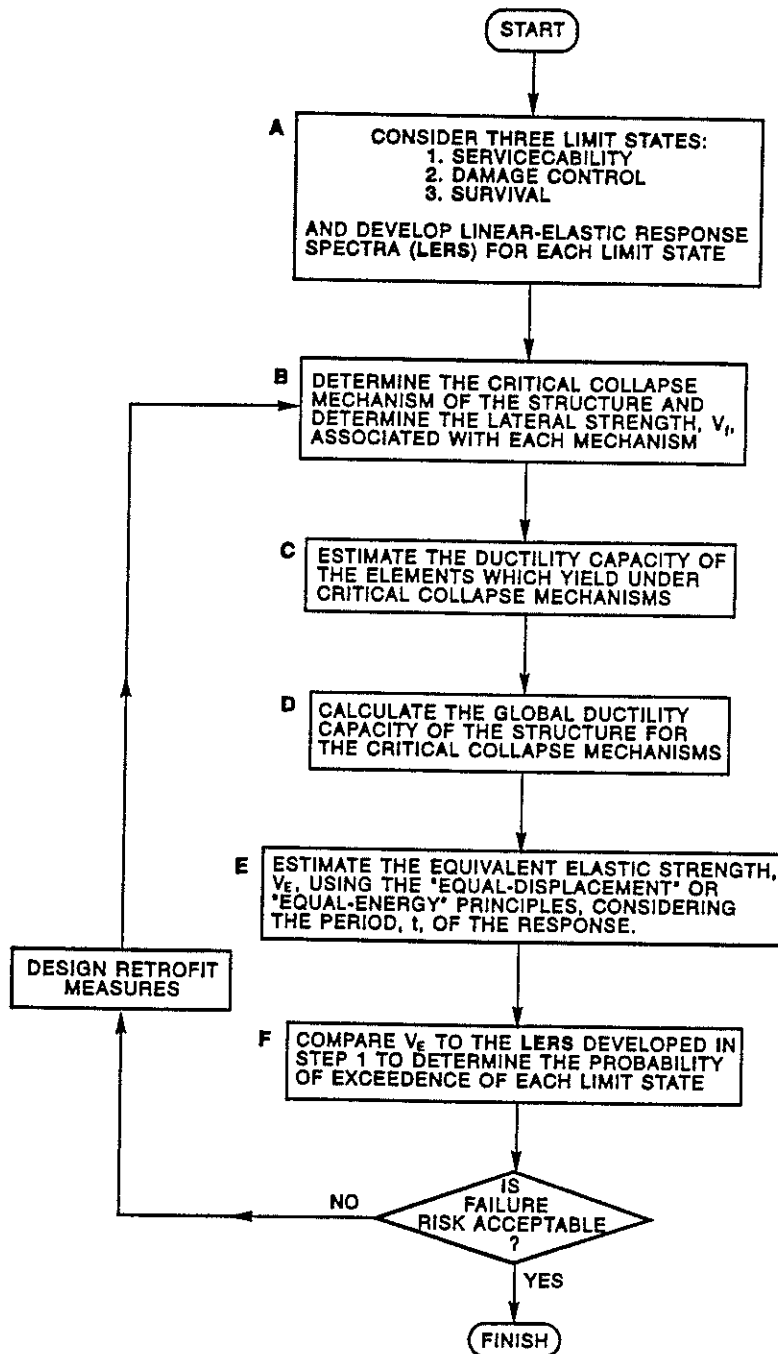 START
A
CONSIDER THREE LIMIT STATES:
1. SERVICECABILITY
2. DAMAGE CONTROL
3. SURVIVAL
AND DEVELOP LINEAR-ELASTIC RESPONSE
SPECTRA (LERS) FOR EACH LIMIT STATE
B
DETERMINE THE CRITICAL COLLAPSE
MECHANISM OF THE STRUCTURE AND
DETERMINE THE LATERAL STRENGTH, Vf,
ASSOCIATED WITH EACH MECHANISM
C
ESTIMATE THE DUCTILITY CAPACITY OF
THE ELEMENTS WHICH YIELD UNDER
CRITICAL COLLAPSE MECHANISMS
D
CALCULATE THE GLOBAL DUCTILITY
CAPACITY OF THE STRUCTURE FOR
THE CRITICAL COLLAPSE MECHANISMS
E
ESTIMATE THE EQUIVALENT ELASTIC STRENGTH,
VE, USING THE "EQUAL-DISPLACEMENT" OR
"EQUAL-ENERGY" PRINCIPLES, CONSIDERING
THE PERIOD, t, OF THE RESPONSE.
DESIGN RETROFIT
MEASURES
F
COMPARE VE TO THE LERS DEVELOPED IN
STEP 1 TO DETERMINE THE PROBABILITY
OF EXCEEDENCE OF EACH LIMIT STATE
IS
FAILURE
RISK ACCEPTABLE
?
NO
YES
FINISH